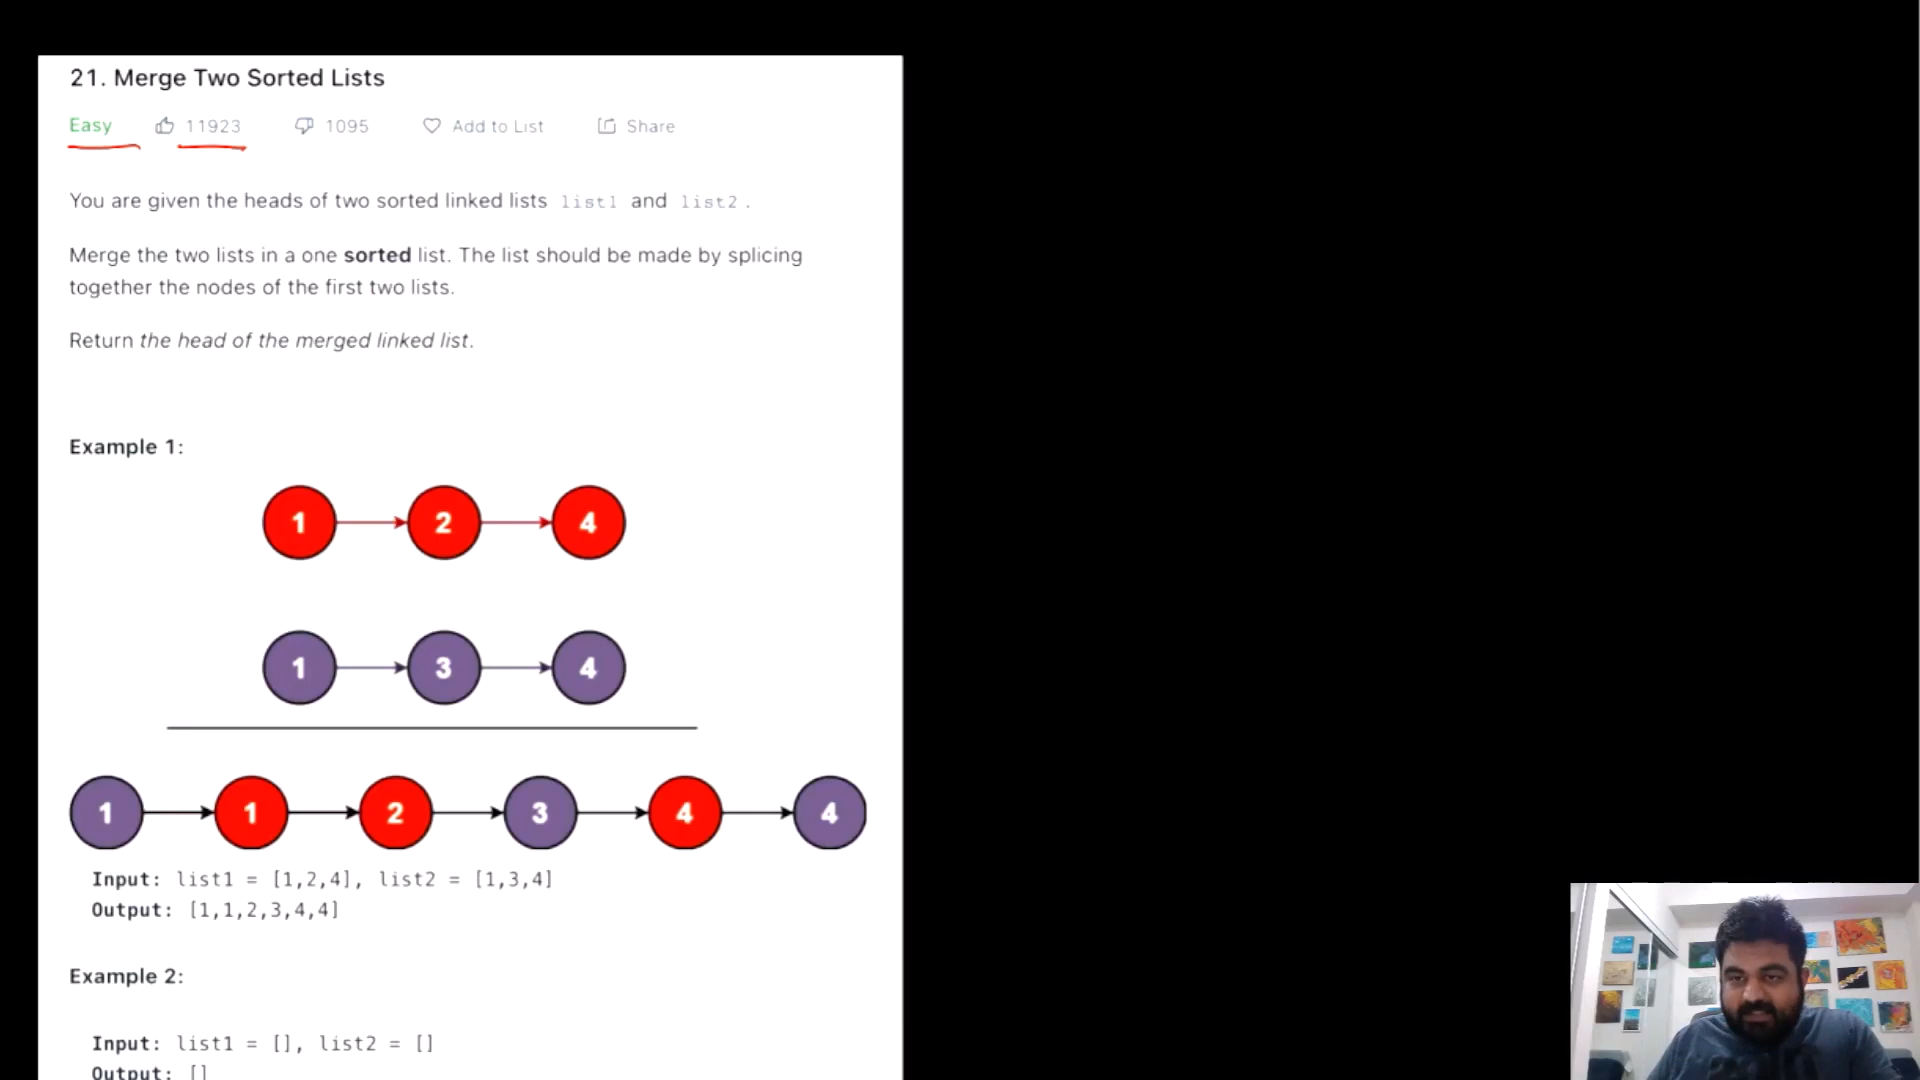 21. Merge Two Sorted Lists
Easy 11923 1095 Add to List Share
You are given the heads of two sorted linked lists list1 and list2.
Merge the two lists in a one sorted list. The list should be made by splicing
together the nodes of the first two lists.
Return the head of the merged linked list.
Example 1:
1 2 4
1 3 4
1 1 2 3 4 4
Input: list1 = [1,2,4], list2 = [1,3,4]
Output: [1,1,2,3,4,4]
Example 2:
Input: list1 = [], list2 = []
Output: []